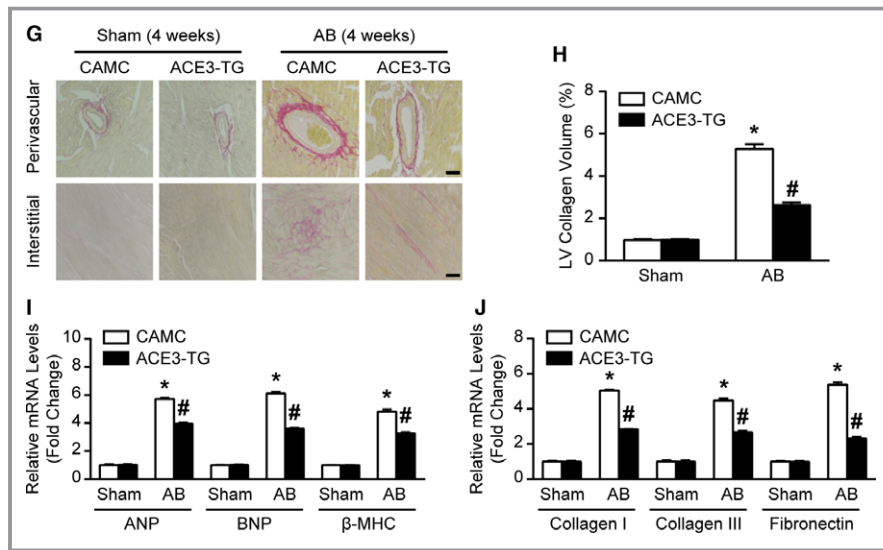 G
Sham (4 weeks) AB (4 weeks)
CAMC ACE3-TG CAMC ACE3-TG
Perivascular
Interstitial
H
CAMC
ACE3-TG
LV Collagen Volume (%)
8
6
4
2
0
*
#
Sham AB
I
CAMC
ACE3-TG
Relative mRNA Levels
(Fold Change)
10
8
6
4
2
0
* # * # * #
Sham AB Sham AB Sham AB
ANP BNP β-MHC
J
CAMC
ACE3-TG
Relative mRNA Levels
(Fold Change)
8
6
4
2
0
* # * # * #
Sham AB Sham AB Sham AB
Collagen I Collagen III Fibronectin